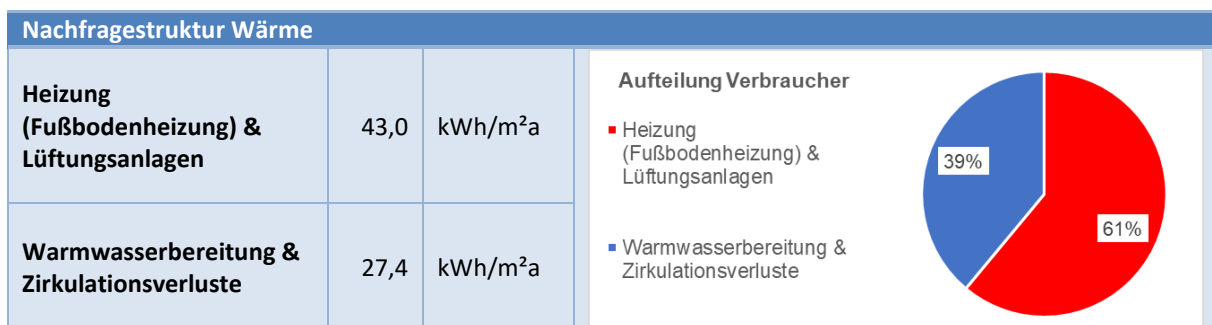 Nachfragestruktur Wärme
Heizung
(Fußbodenheizung) &
Lüftungsanlagen
43,0
kWh/m²a
Warmwasserbereitung &
Zirkulationsverluste
27,4
kWh/m²a
Aufteilung Verbraucher
Heizung
(Fußbodenheizung) &
Lüftungsanlagen
Warmwasserbereitung &
Zirkulationsverluste
39%
61%